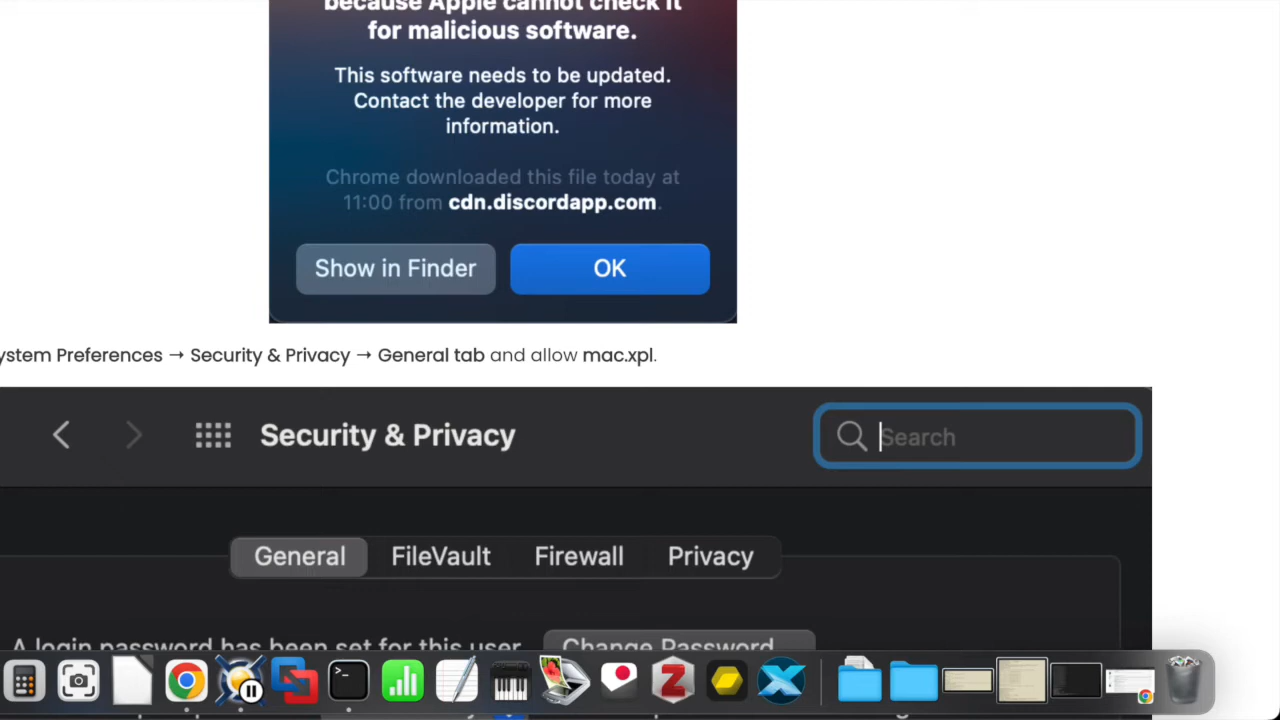 because Apple cannot check it
for malicious software.
This software needs to be updated.
Contact the developer for more
information.
Chrome downloaded this file today at
11:00 from cdn.discordapp.com.
Show in Finder
OK
ystem Preferences → Security & Privacy → General tab and allow mac.xpl.
Security & Privacy
Search
General
FileVault
Firewall
Privacy
A login password has been set for this user
Change Password...